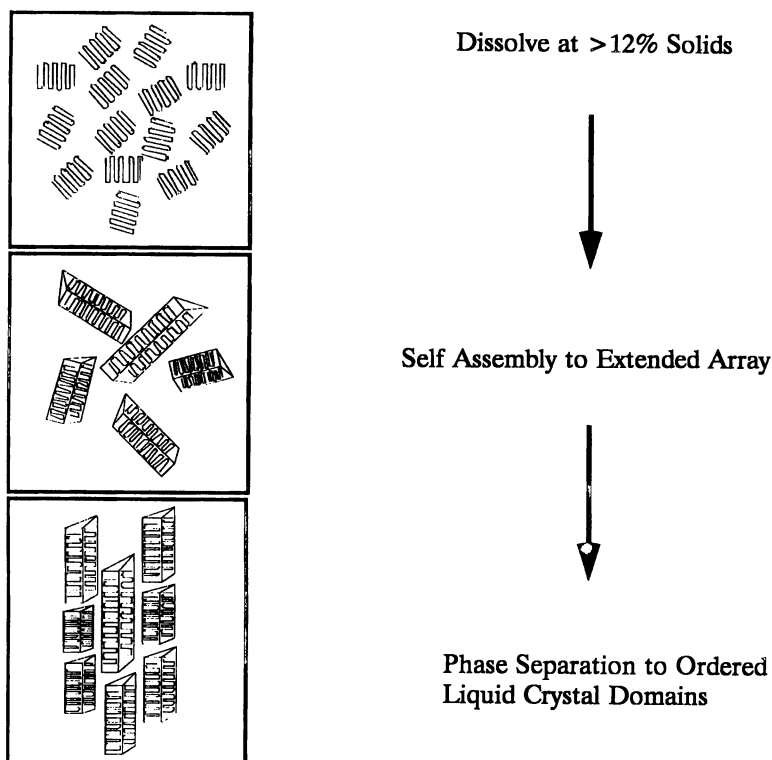 Dissolve at >12% Solids
Self Assembly to Extended Array
Phase Separation to Ordered
Liquid Crystal Domains